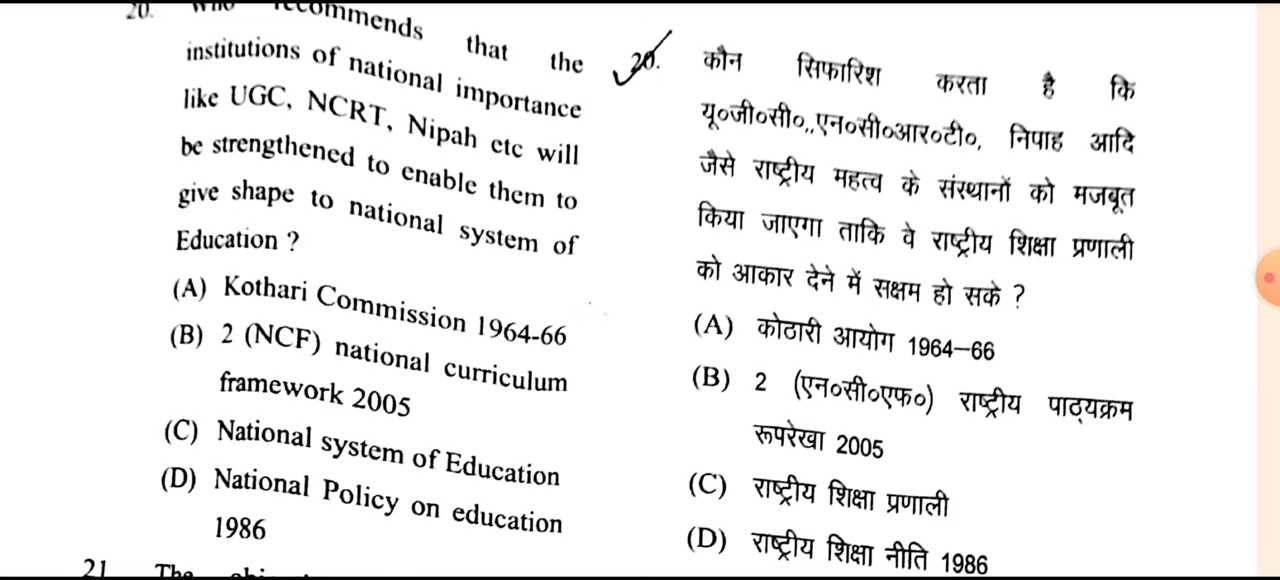 20. Who recommends that the
institutions of national importance
like UGC, NCRT, Nipah etc will
be strengthened to enable them to
give shape to national system of
Education ?
(A) Kothari Commission 1964-66
(B) 2 (NCF) national curriculum
framework 2005
(C) National system of Education
(D) National Policy on education
1986
21 The
20. कौन सिफारिश करता है कि
यू०जी०सी०,,एन०सी०आर०टी०, निपाह आदि
जैसे राष्ट्रीय महत्व के संस्थानों को मजबूत
किया जाएगा ताकि वे राष्ट्रीय शिक्षा प्रणाली
को आकार देने में सक्षम हो सके ?
(A) कोठारी आयोग 1964–66
(B) 2 (एन०सी०एफ०) राष्ट्रीय पाठ्यक्रम
रूपरेखा 2005
(C) राष्ट्रीय शिक्षा प्रणाली
(D) राष्ट्रीय शिक्षा नीति 1986